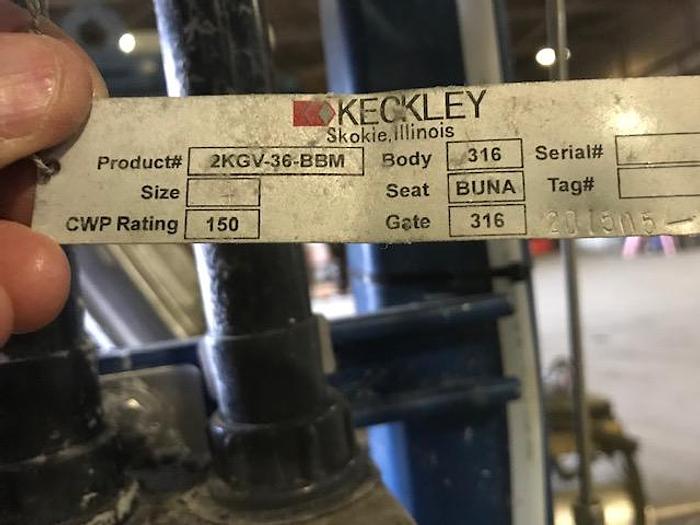 KECKLEY
Skokie, Illinois
Product# 2KGV-36-BBM Body 316 Serial#
Size Seat BUNA Tag#
CWP Rating 150 Gate 316 201505